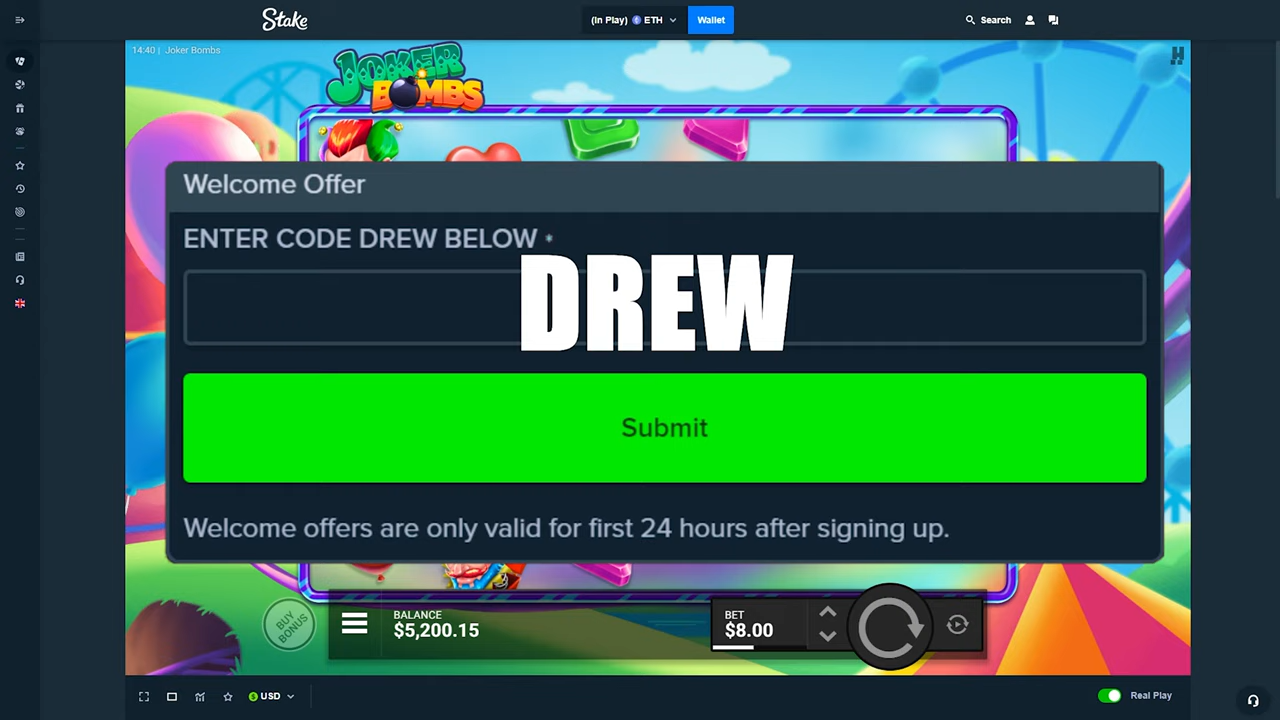 Stake
(In Play) ETH
Wallet
Search
14:40 | Joker Bombs
JOKER
BOMBS
Welcome Offer
ENTER CODE DREW BELOW *
DREW
Submit
Welcome offers are only valid for first 24 hours after signing up.
BUY
BONUS
BALANCE
$5,200.15
BET
$8.00
USD
Real Play